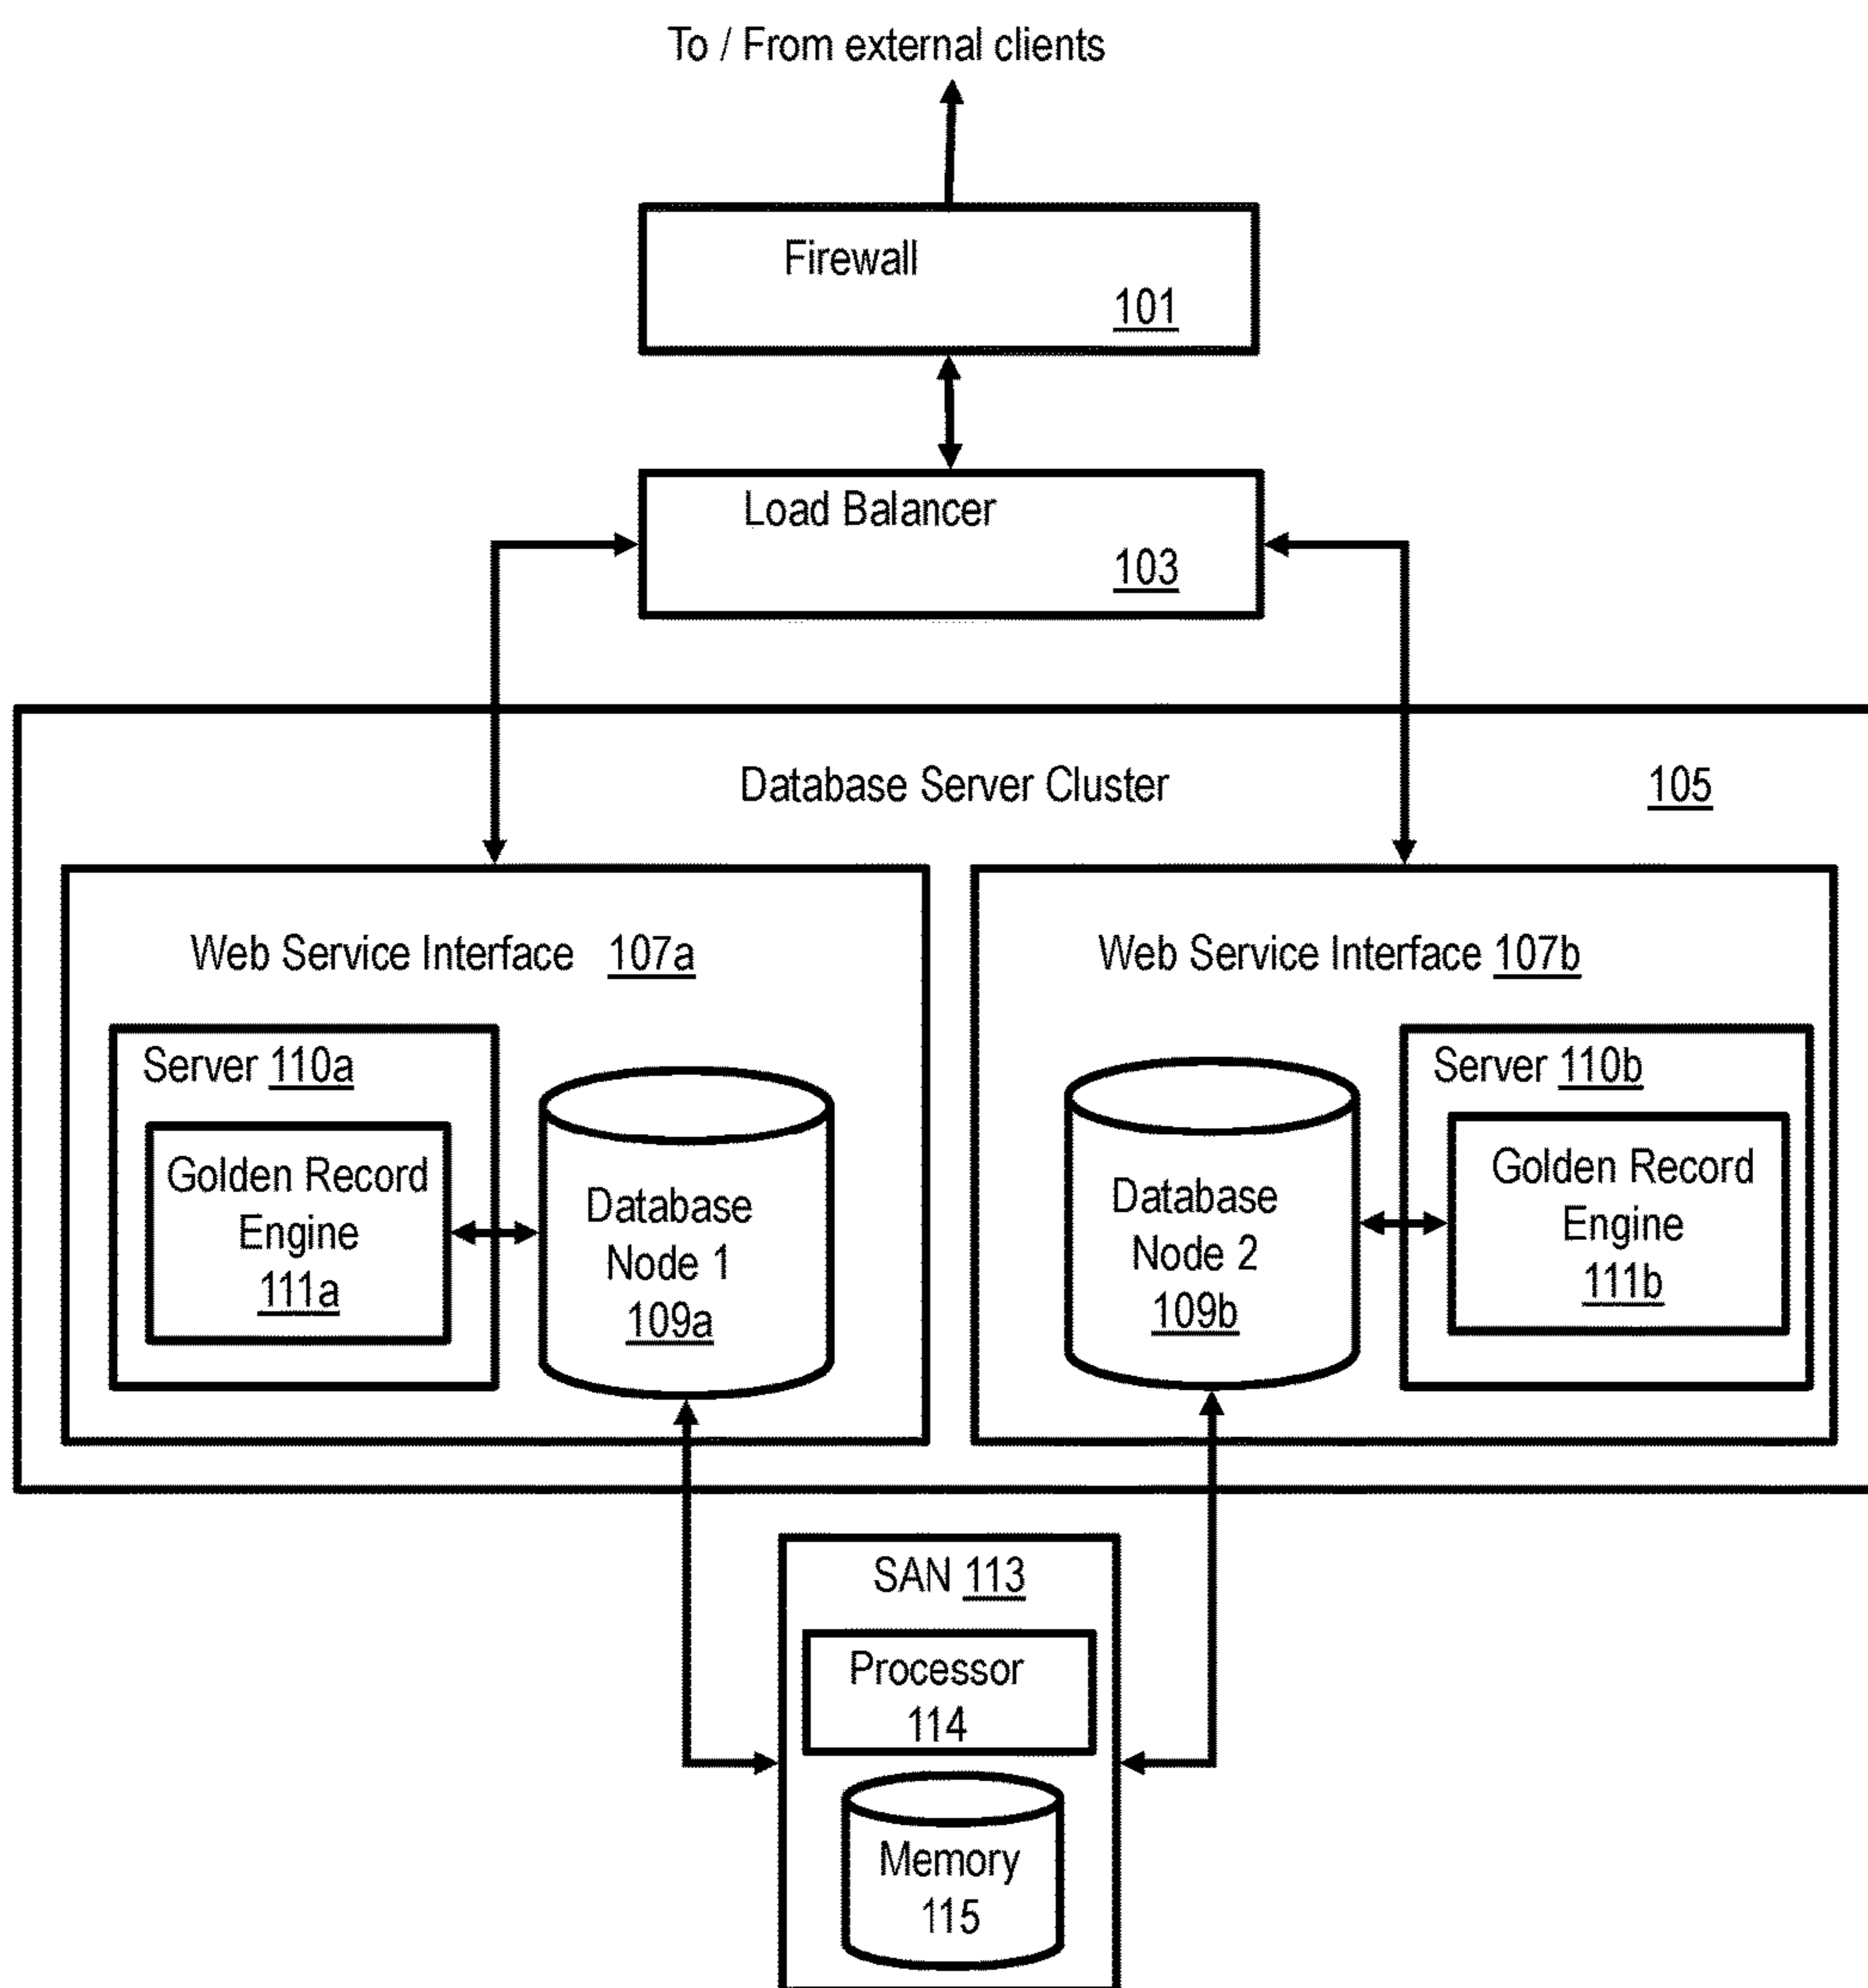 To / From external clients
Firewall
101
Load Balancer
103
Database Server Cluster
105
Web Service Interface 107a
Server 110a
Golden Record
Engine
111a
Database
Node 1
109a
Web Service Interface 107b
Database
Node 2
109b
Server 110b
Golden Record
Engine
111b
SAN 113
Processor
114
Memory
115